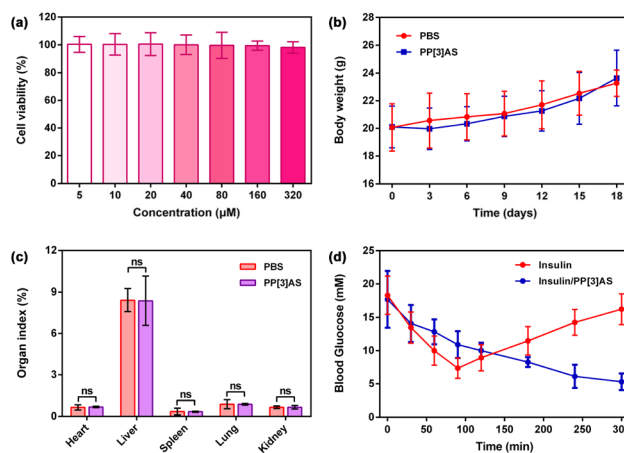 (a)
Cell viability (%)
120
100
80
60
40
20
0
5 10 20 40 80 160 320
Concentration (μM)
(b)
PBS
PP[3]AS
Body weight (g)
26
24
22
20
18
16
0 3 6 9 12 15 18
Time (days)
(c)
PBS
PP[3]AS
Organ index (%)
12
9
6
3
0
ns
ns
ns
ns
ns
Heart Liver Spleen Lung Kidney
(d)
Insulin
Insulin/PP[3]AS
Blood Gluocose (mM)
25
20
15
10
5
0
0 50 100 150 200 250 300
Time (min)